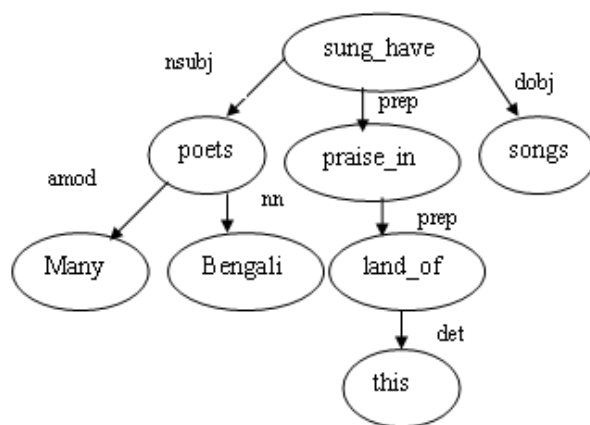 sung_have
nsubj
prep
dobj
poets
praise_in
songs
amod
nn
prep
Many
Bengali
land_of
det
this